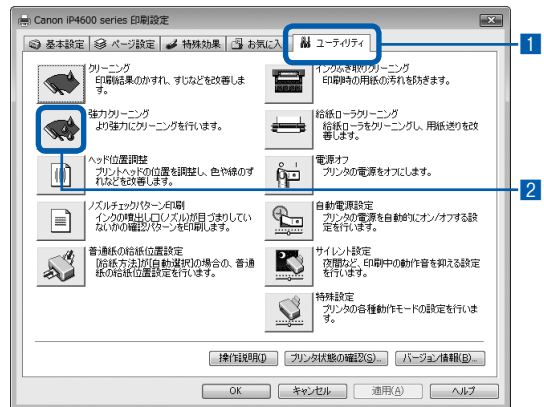 Canon iP4600 series 印刷設定
基本設定 ページ設定 特殊効果 お気に入 ユーティリティ
1
クリーニング
印刷結果のかすれ、すじなどを改善しま
す。
インクふき取りクリーニング
印刷時の用紙の汚れを防ぎます。
強力クリーニング
より強力にクリーニングを行います。
給紙ローラクリーニング
給紙ローラをクリーニングし、用紙送りを改
善します。
ヘッド位置調整
プリントヘッドの位置を調整し、色や線のず
れなどを改善します。
電源オフ
プリンタの電源をオフにします。
2
ノズルチェックパターン印刷
インクの噴出し口(ノズル)が目づまりしてい
ないかの確認パターンを印刷します。
自動電源設定
プリンタの電源を自動的にオン/オフする設
定を行います。
普通紙の給紙位置設定
[給紙方法]が[自動選択]の場合の、普通
紙の給紙位置設定を行います。
サイレント設定
夜間など、印刷中の動作音を抑える設定
を行います。
特殊設定
プリンタの各種動作モードの設定を行いま
す。
操作説明(I) プリンタ状態の確認(S)... バージョン情報(B)...
OK キャンセル 適用(A) ヘルプ